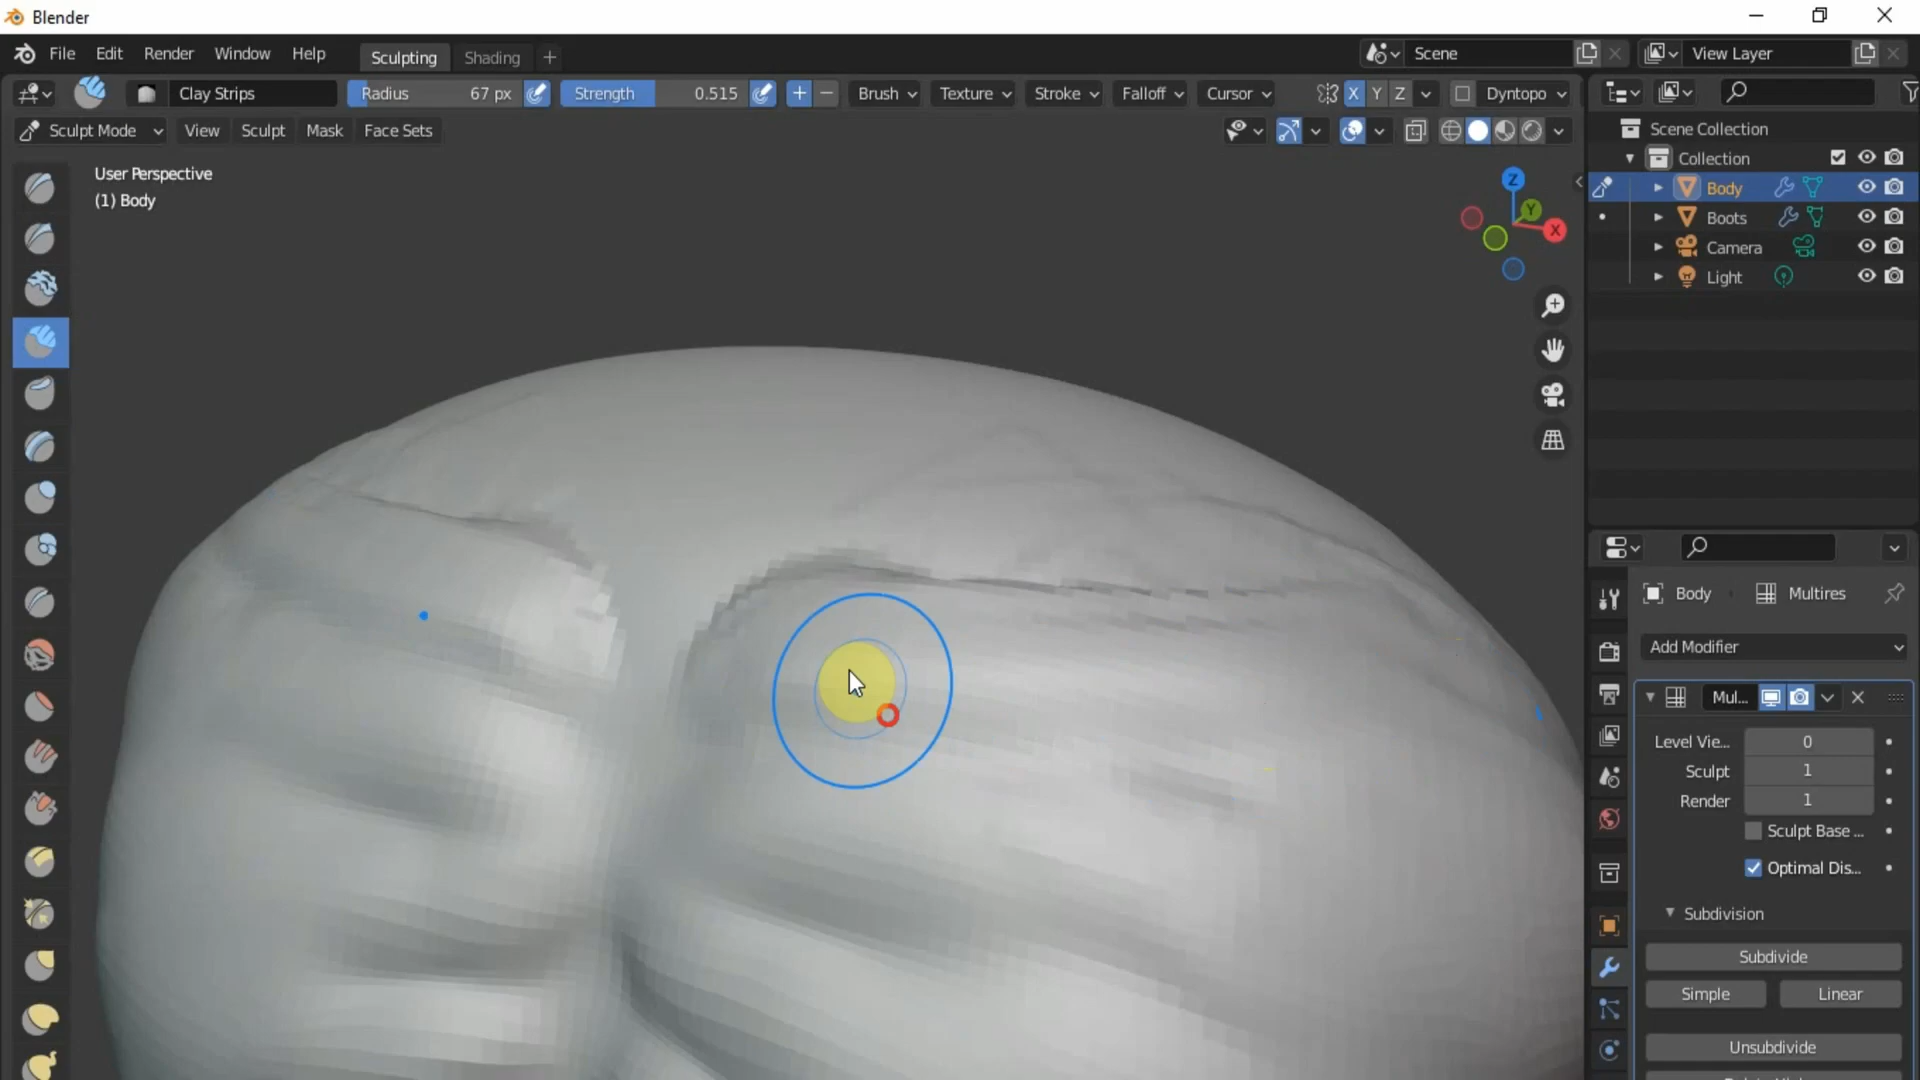 Blender
File Edit Render Window Help Sculpting Shading + Scene View Layer
Clay Strips Radius 67 px Strength 0.515 Brush Texture Stroke Falloff Cursor X Y Z Dyntopo
Sculpt Mode View Sculpt Mask Face Sets
User Perspective
(1) Body
Z
Y
X
Scene Collection
Collection
Body
Boots
Camera
Light
Body Multires
Add Modifier
Mul...
Level Vie... 0
Sculpt 1
Render 1
Sculpt Base ...
Optimal Dis...
Subdivision
Subdivide
Simple Linear
Unsubdivide